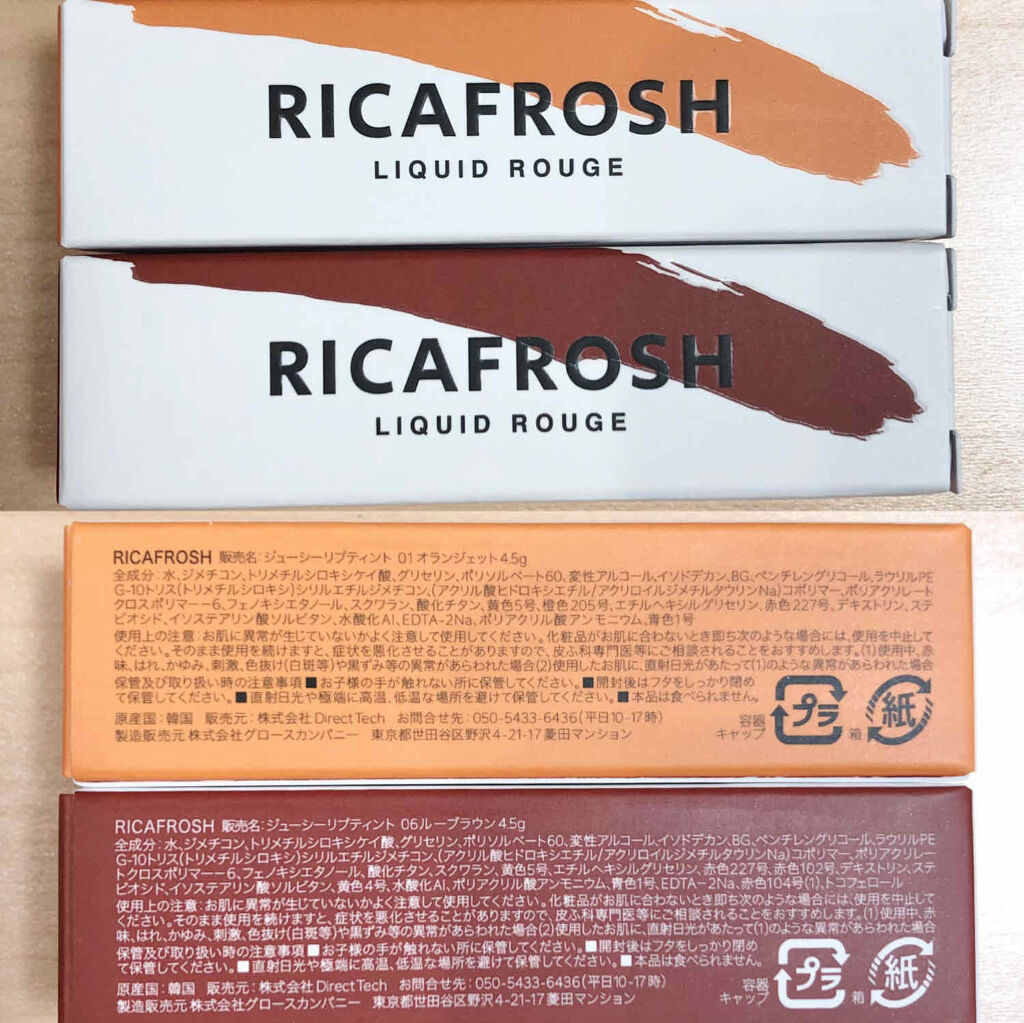 RICAFROSH
LIQUID ROUGE
RICAFROSH
LIQUID ROUGE
RICAFROSH 販売名:ジューシーリプティント 01オランジェット4.5g
全成分:水、ジメチコン、トリメチルシロキシケイ酸、グリセリン、ポリソルベート60、変性アルコール、イソドデカン、BG、ペンチレングリコール、ラウリルPE
G-10トリス(トリメチルシロキシ)シリルエチルジメチコン、(アクリル酸ヒドロキシエチル/アクリロイルジメチルタウリンNa)コポリマー、ポリアクリレート
クロスポリマー-6、フェノキシエタノール、スクワラン、酸化チタン、黄色5号、橙色205号、エチルヘキシルグリセリン、赤色227号、デキストリン、ステ
ビオシド、イソステアリン酸ソルビタン、水酸化Al、EDTA-2Na、ポリアクリル酸アンモニウム、青色1号
使用上の注意:お肌に異常が生じていないかよく注意して使用してください。化粧品がお肌に合わないとき即ち次のような場合には、使用を中止して
ください。そのまま使用を続けますと、症状を悪化させることがありますので、皮ふ科専門医等にご相談されることをおすすめします。(1)使用中、赤
味、はれ、かゆみ、刺激、色抜け(白斑等)や黒ずみ等の異常があらわれた場合(2)使用したお肌に、直射日光があたって(1)のような異常があらわれた場合
保管及び取り扱い時の注意事項■お子様の手が触れない所に保管してください。■開封後はフタをしっかり閉め
て保管してください。■直射日光や極端に高温、低温な場所を避けて保管してください。■本品は食べられません。
原産国:韓国 販売元:株式会社Direct Tech お問合せ先:050-5433-6436(平日10-17時)
製造販売元 株式会社グロースカンパニー 東京都世田谷区野沢4-21-17菱田マンション
容器
キャップ
プラ
箱
紙
RICAFROSH 販売名:ジューシーリプティント 06ルーブラウン4.5g
全成分:水、ジメチコン、トリメチルシロキシケイ酸、グリセリン、ポリソルベート60、変性アルコール、イソドデカン、BG、ペンチレングリコール、ラウリルPE
G-10トリス(トリメチルシロキシ)シリルエチルジメチコン、(アクリル酸ヒドロキシエチル/アクリロイルジメチルタウリンNa)コポリマー、ポリアクリレー
トクロスポリマー-6、フェノキシエタノール、酸化チタン、スクワラン、黄色5号、エチルヘキシルグリセリン、赤色227号、赤色102号、デキストリン、ステ
ビオシド、イソステアリン酸ソルビタン、黄色4号、水酸化Al、ポリアクリル酸アンモニウム、青色1号、EDTA-2Na、赤色104号(1)、トコフェロール
使用上の注意:お肌に異常が生じていないかよく注意して使用してください。化粧品がお肌に合わないとき即ち次のような場合には、使用を中止して
ください。そのまま使用を続けますと、症状を悪化させることがありますので、皮ふ科専門医等にご相談されることをおすすめします。(1)使用中、赤
味、はれ、かゆみ、刺激、色抜け(白斑等)や黒ずみ等の異常があらわれた場合(2)使用したお肌に、直射日光があたって(1)のような異常があらわれた場合
保管及び取り扱い時の注意事項■お子様の手が触れない所に保管してください。■開封後はフタをしっかり閉め
て保管してください。■直射日光や極端に高温、低温な場所を避けて保管してください。■本品は食べられません。
原産国:韓国 販売元:株式会社Direct Tech お問合せ先:050-5433-6436(平日10-17時)
製造販売元 株式会社グロースカンパニー 東京都世田谷区野沢4-21-17菱田マンション
容器
キャップ
プラ
箱
紙